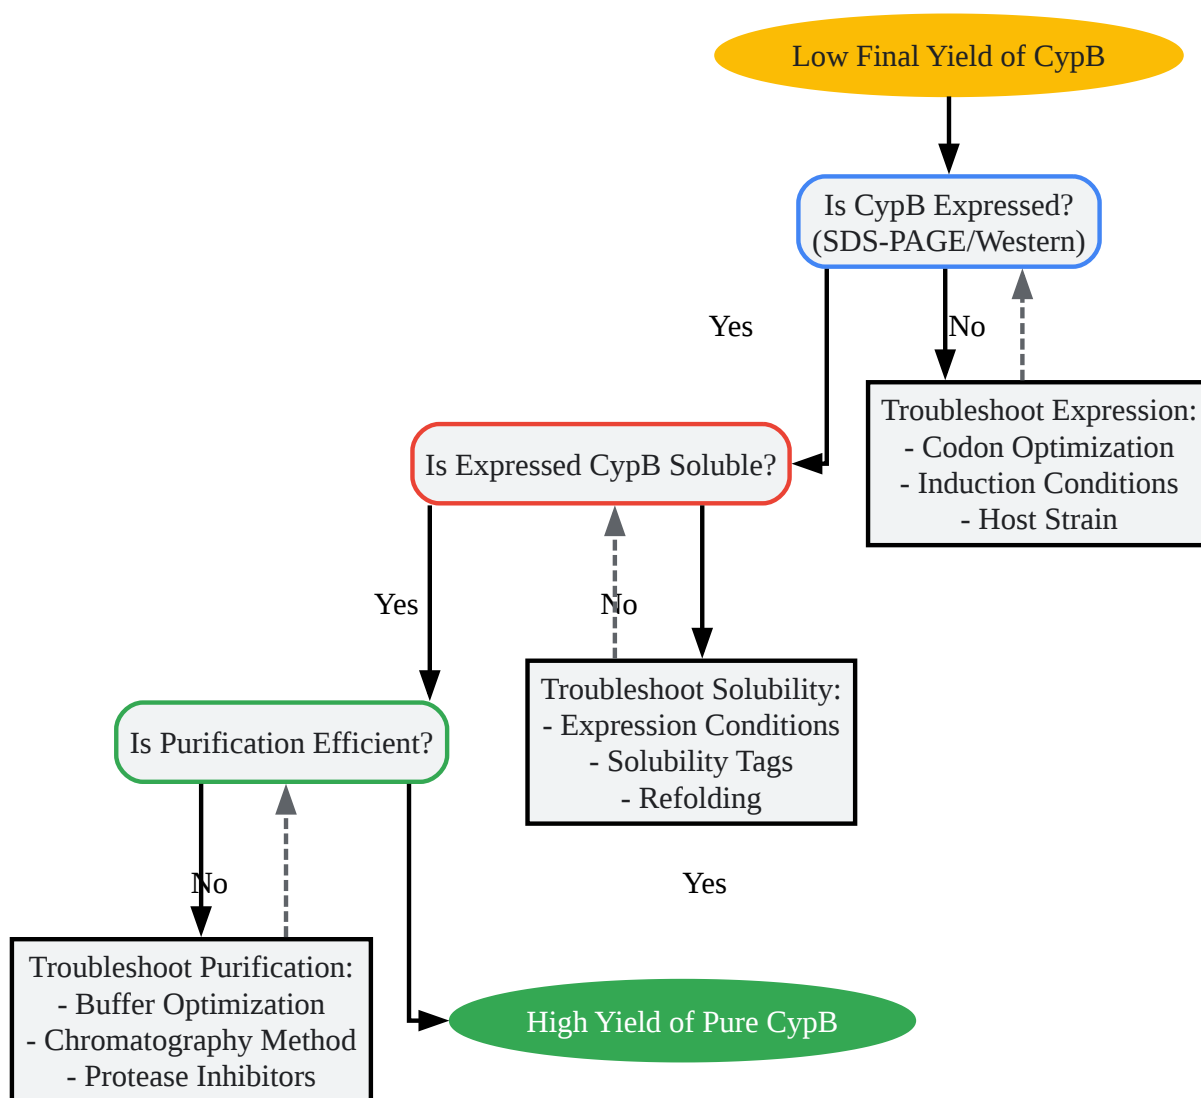 Low Final Yield of CypB
Is CypB Expressed?
(SDS-PAGE/Western)
Yes
No
Troubleshoot Expression:
- Codon Optimization
- Induction Conditions
- Host Strain
Is Expressed CypB Soluble?
Yes
No
Troubleshoot Solubility:
- Expression Conditions
- Solubility Tags
- Refolding
Is Purification Efficient?
No
Yes
Troubleshoot Purification:
- Buffer Optimization
- Chromatography Method
- Protease Inhibitors
High Yield of Pure CypB